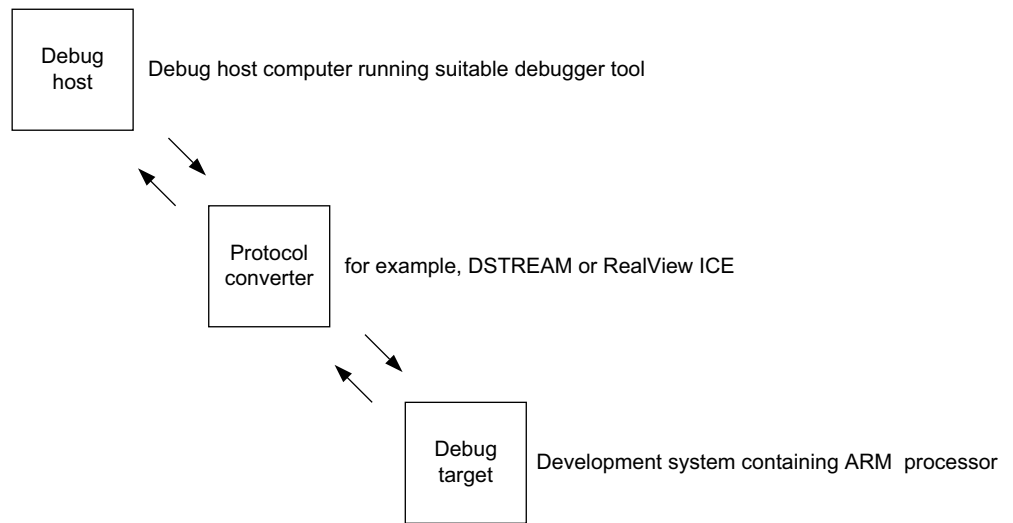 Debug
host
Debug host computer running suitable debugger tool
Protocol
converter
for example, DSTREAM or RealView ICE
Debug
target
Development system containing ARM processor